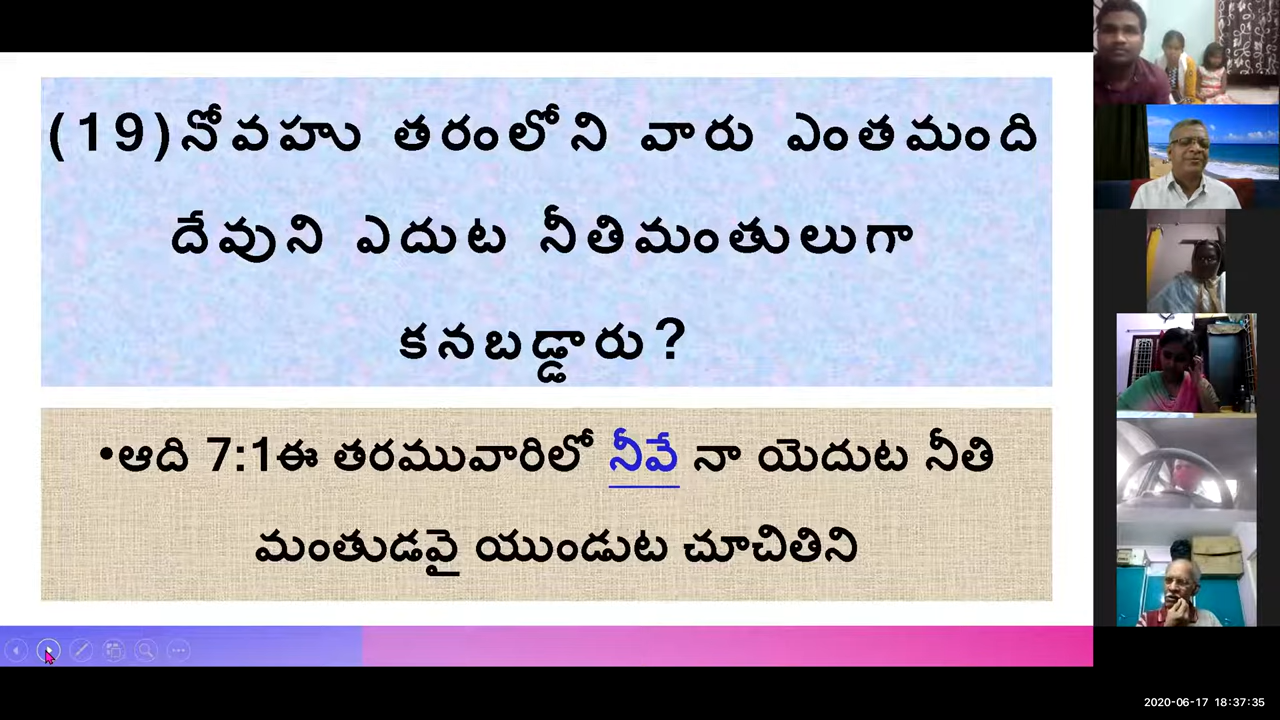 (19)నోవహు తరంలోని వారు ఎంతమంది
దేవుని ఎదుట నీతిమంతులుగా
కనబడ్డారు?
•ఆది 7:1ఈ తరమువారిలో నీవే నా యెదుట నీతి
మంతుడవై యుండుట చూచితిని
2020-06-17 18:37:35